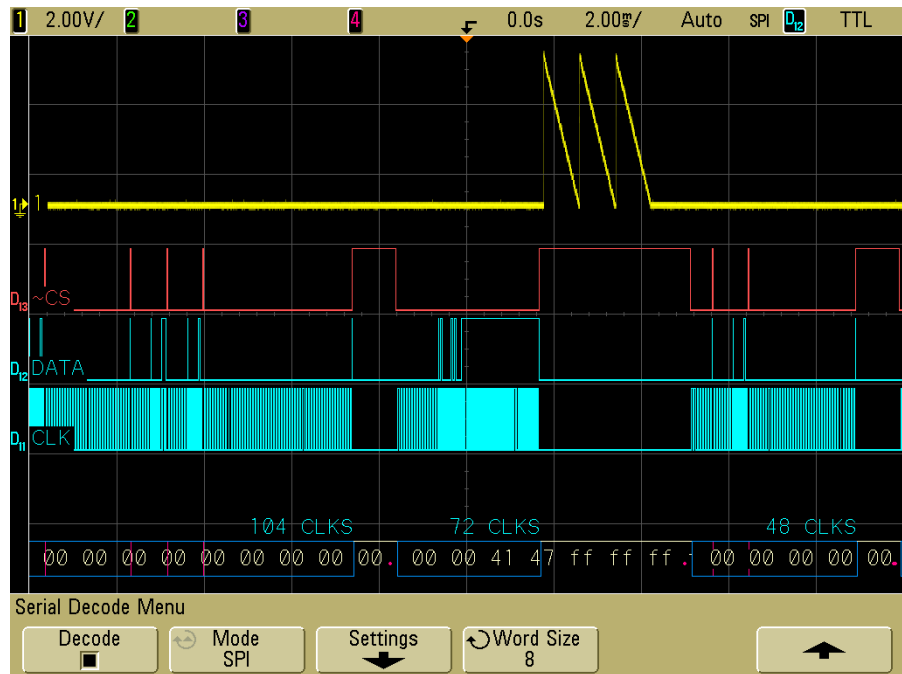 1 2.00V/ 2 3 4 0.0s 2.00ms/ Auto SPI D12 TTL
1 1
D13 ~CS
D12 DATA
D11 CLK
104 CLKS 72 CLKS 48 CLKS
00 00 00 00 00 00 00 00 00. 00 00 41 47 ff ff ff . 00 00 00 00 00.
Serial Decode Menu
Decode Mode Settings Word Size
SPI 8